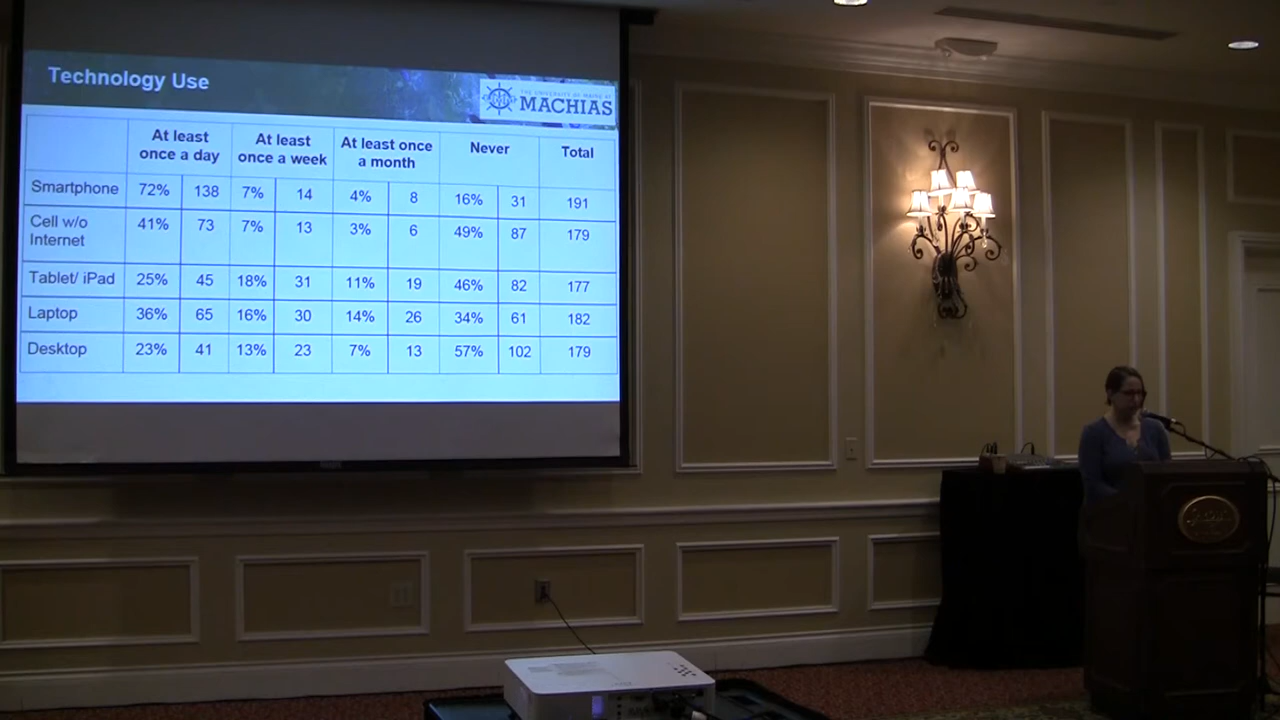 Technology Use
THE UNIVERSITY OF MAINE AT
MACHIAS
At least once a day At least once a week At least once a month Never Total
Smartphone 72% 138 7% 14 4% 8 16% 31 191
Cell w/o Internet 41% 73 7% 13 3% 6 49% 87 179
Tablet/ iPad 25% 45 18% 31 11% 19 46% 82 177
Laptop 36% 65 16% 30 14% 26 34% 61 182
Desktop 23% 41 13% 23 7% 13 57% 102 179